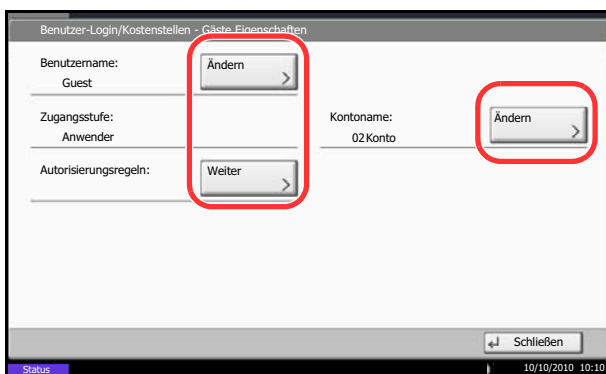 Benutzer-Login/Kostenstellen - Gäste Eigenschaften
Benutzername:
Guest
Ändern
Zugangsstufe:
Anwender
Kontoname:
02Konto
Ändern
Autorisierungsregeln:
Weiter
Schließen
Status
10/10/2010 10:10